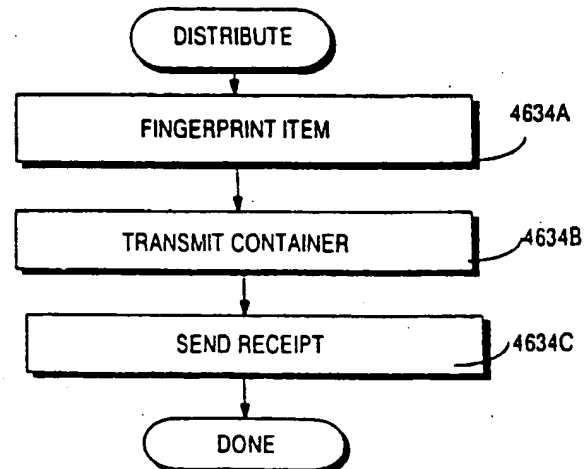 DISTRIBUTE
FINGERPRINT ITEM
4634A
TRANSMIT CONTAINER
4634B
SEND RECEIPT
4634C
DONE